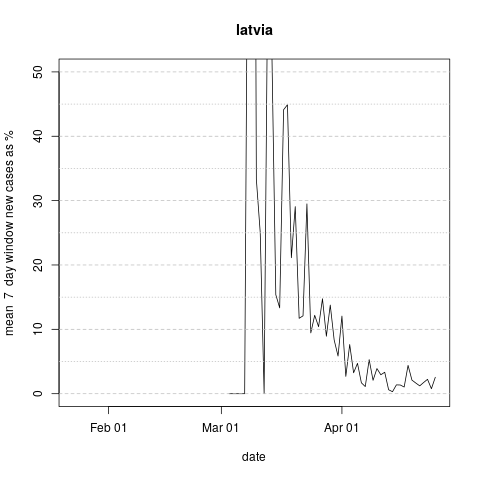 latvia
mean 7 day window new cases as %
50
40
30
20
10
0
Feb 01
Mar 01
Apr 01
date